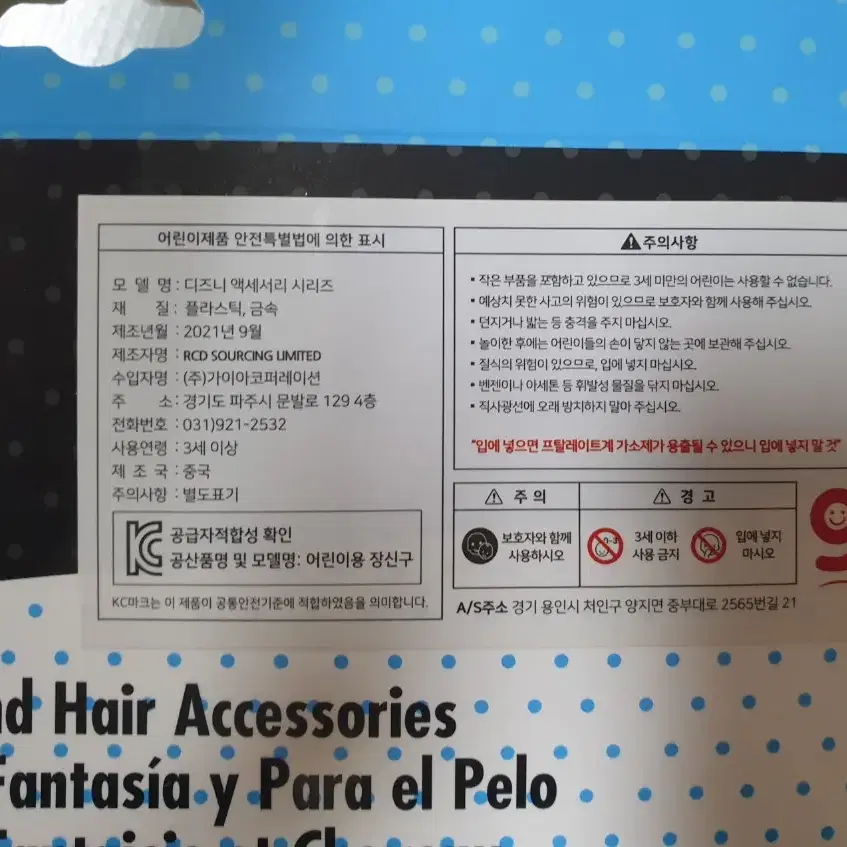 어린이제품 안전특별법에 의한 표시
모 델 명 : 디즈니 액세서리 시리즈
재 질 : 플라스틱, 금속
제조년월 : 2021년 9월
제조자명 : RCD SOURCING LIMITED
수입자명 : (주)가이아코퍼레이션
주 소 : 경기도 파주시 문발로 129 4층
전화번호 : 031)921-2532
사용연령 : 3세 이상
제 조 국 : 중국
주의사항 : 별도표기
공급자적합성 확인
공산품명 및 모델명: 어린이용 장신구
KC마크는 이 제품이 공통안전기준에 적합하였음을 의미합니다.
주의사항
• 작은 부품을 포함하고 있으므로 3세 미만의 어린이는 사용할 수 없습니다.
• 예상치 못한 사고의 위험이 있으므로 보호자와 함께 사용해 주십시오.
• 던지거나 밟는 등 충격을 주지 마십시오.
• 놀이한 후에는 어린이들의 손이 닿지 않는 곳에 보관해 주십시오.
• 질식의 위험이 있으므로, 입에 넣지 마십시오.
• 벤젠이나 아세톤 등 휘발성 물질을 닦지 마십시오.
• 직사광선에 오래 방치하지 말아 주십시오.
"입에 넣으면 프탈레이트계 가소제가 용출될 수 있으니 입에 넣지 말 것"
주 의
보호자와 함께
사용하시오
경 고
3세 이하
사용 금지
입에 넣지
마시오
A/S주소 경기 용인시 처인구 양지면 중부대로 2565번길 21
nd Hair Accessories
Fantasía y Para el Pelo